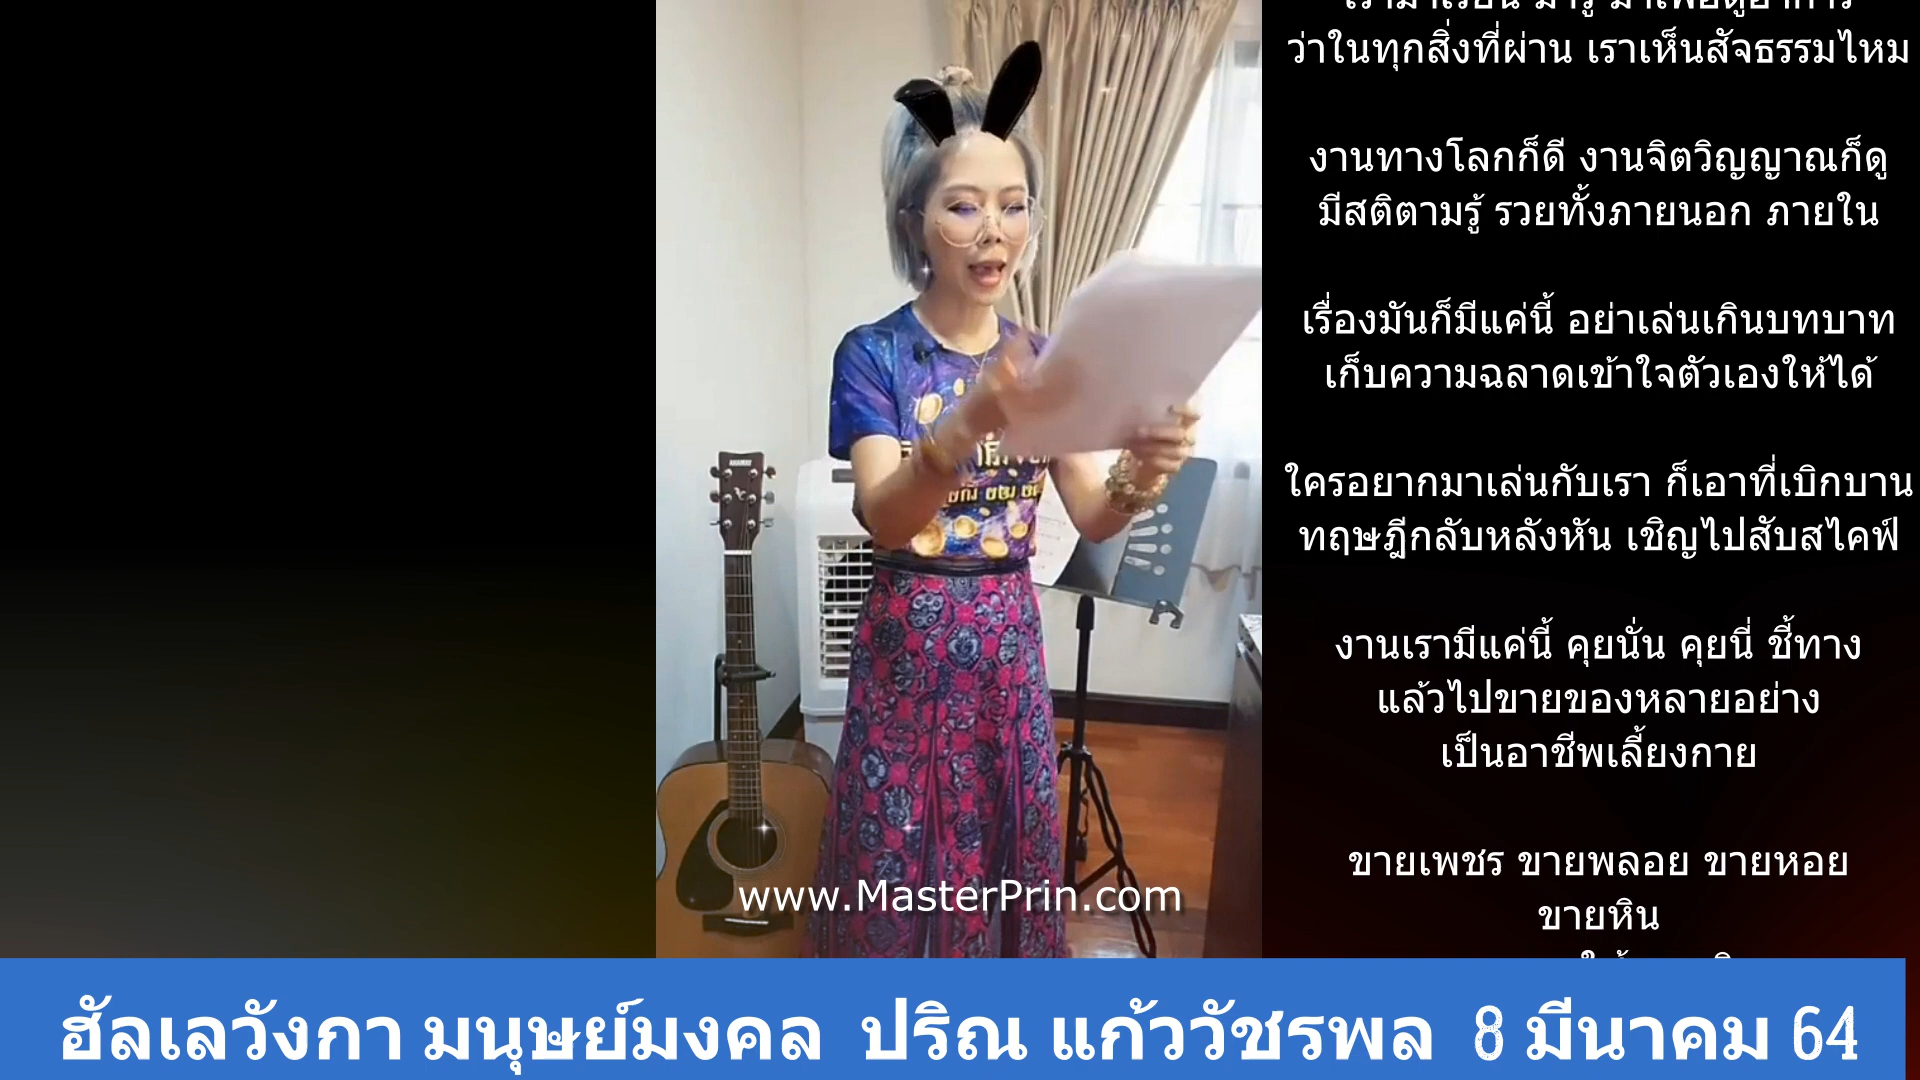 ว่าในทุกสิ่งที่ผ่าน เราเห็นสัจธรรมไหม
งานทางโลกก็ดี งานจิตวิญญาณก็ดู
มีสติตามรู้ รวยทั้งภายนอก ภายใน
เรื่องมันก็มีแค่นี้ อย่าเล่นเกินบทบาท
เก็บความฉลาดเข้าใจตัวเองให้ได้
ใครอยากมาเล่นกับเรา ก็เอาที่เบิกบาน
ทฤษฎีกลับหลังหัน เชิญไปสับสไคฟ์
งานเรามีแค่นี้ คุยนั่น คุยนี่ ชี้ทาง
แล้วไปขายของหลายอย่าง
เป็นอาชีพเลี้ยงกาย
ขายเพชร ขายพลอย ขายหอย
ขายหิน
YAMAHA
www.MasterPrin.com
ฮัลเลวังกา มนุษย์มงคล ปริณ แก้ววัชรพล 8 มีนาคม 64